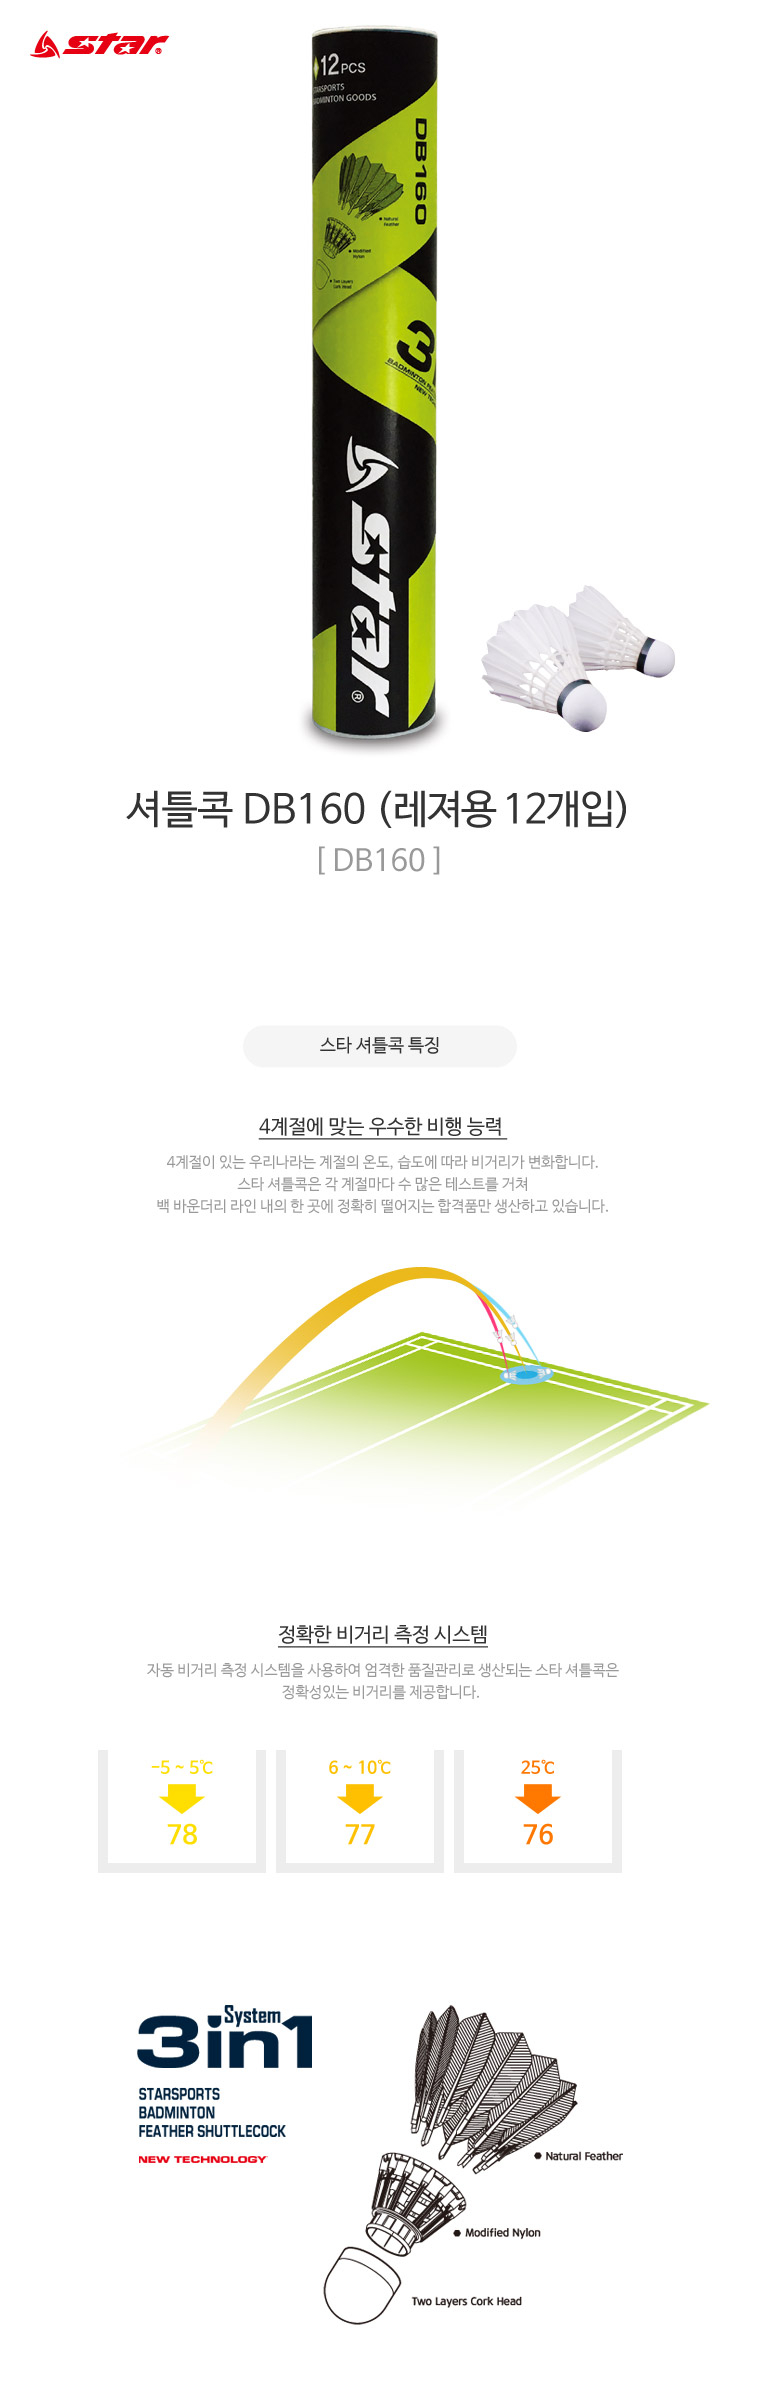 star®
12PCS
STARSPORTS
BADMINTON GOODS
DB160
Natural
Feather
Modified
Nylon
Two Layers
Cork Head
BADMINTON
star®
셔틀콕 DB160 (레져용 12개입)
[ DB160 ]
스타 셔틀콕 특징
4계절에 맞는 우수한 비행 능력
4계절이 있는 우리나라는 계절의 온도, 습도에 따라 비거리가 변화합니다.
스타 셔틀콕은 각 계절마다 수 많은 테스트를 거쳐
백 바운더리 라인 내의 한 곳에 정확히 떨어지는 합격품만 생산하고 있습니다.
정확한 비거리 측정 시스템
자동 비거리 측정 시스템을 사용하여 엄격한 품질관리로 생산되는 스타 셔틀콕은
정확성있는 비거리를 제공합니다.
-5 ~ 5℃
78
6 ~ 10℃
77
25℃
76
System
3in1
STARSPORTS
BADMINTON
FEATHER SHUTTLECOCK
NEW TECHNOLOGY
Natural Feather
Modified Nylon
Two Layers Cork Head